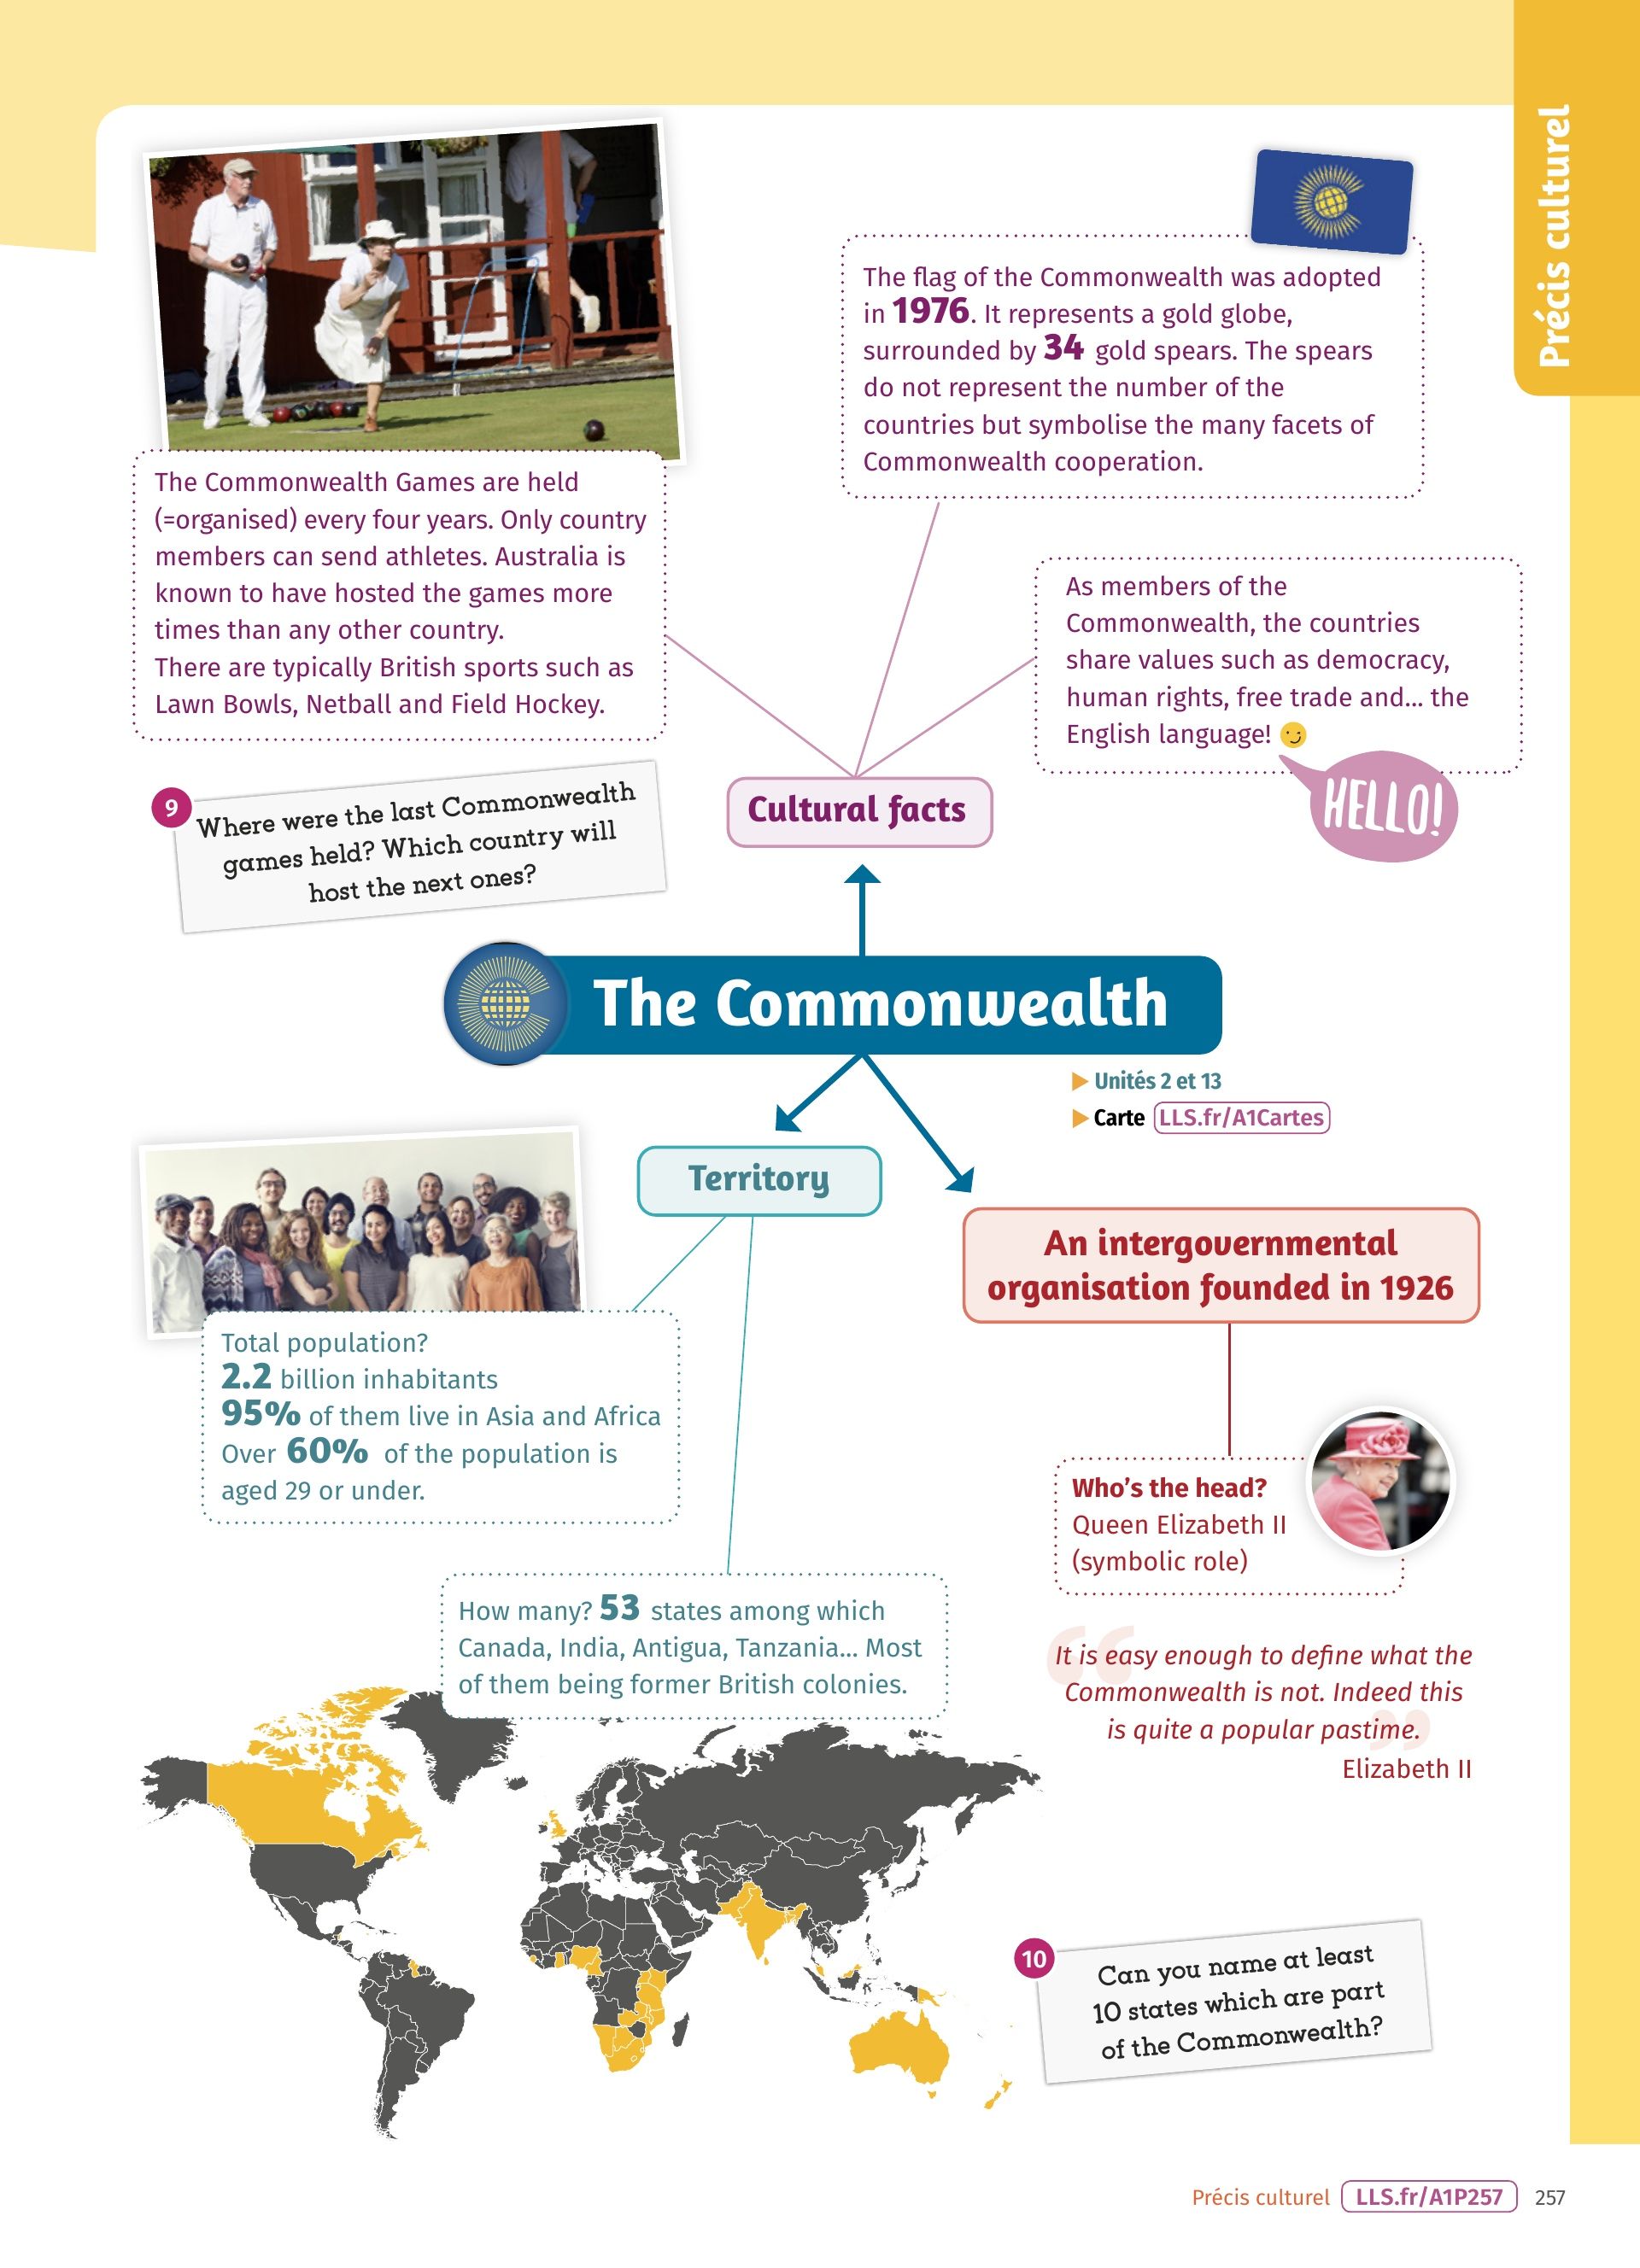 Précis culturel
The flag of the Commonwealth was adopted
in 1976. It represents a gold globe,
surrounded by 34 gold spears. The spears
do not represent the number of the
countries but symbolise the many facets of
Commonwealth cooperation.
The Commonwealth Games are held
(=organised) every four years. Only country
members can send athletes. Australia is
known to have hosted the games more
times than any other country.
There are typically British sports such as
Lawn Bowls, Netball and Field Hockey.
As members of the
Commonwealth, the countries
share values such as democracy,
human rights, free trade and... the
English language!
HELLO!
9
Where were the last Commonwealth
games held? Which country will
host the next ones?
Cultural facts
The Commonwealth
Unités 2 et 13
Carte LLS.fr/A1Cartes
Territory
An intergovernmental
organisation founded in 1926
Total population?
2.2 billion inhabitants
95% of them live in Asia and Africa
Over 60% of the population is
aged 29 or under.
Who's the head?
Queen Elizabeth II
(symbolic role)
How many? 53 states among which
Canada, India, Antigua, Tanzania... Most
of them being former British colonies.
“It is easy enough to define what the
Commonwealth is not. Indeed this
is quite a popular pastime.”
Elizabeth II
10
Can you name at least
10 states which are part
of the Commonwealth?
Précis culturel LLS.fr/A1P257 257